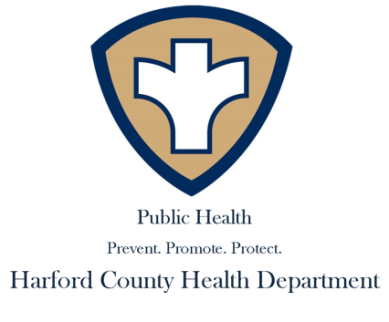 Public Health
Prevent. Promote. Protect.
Harford County Health Department